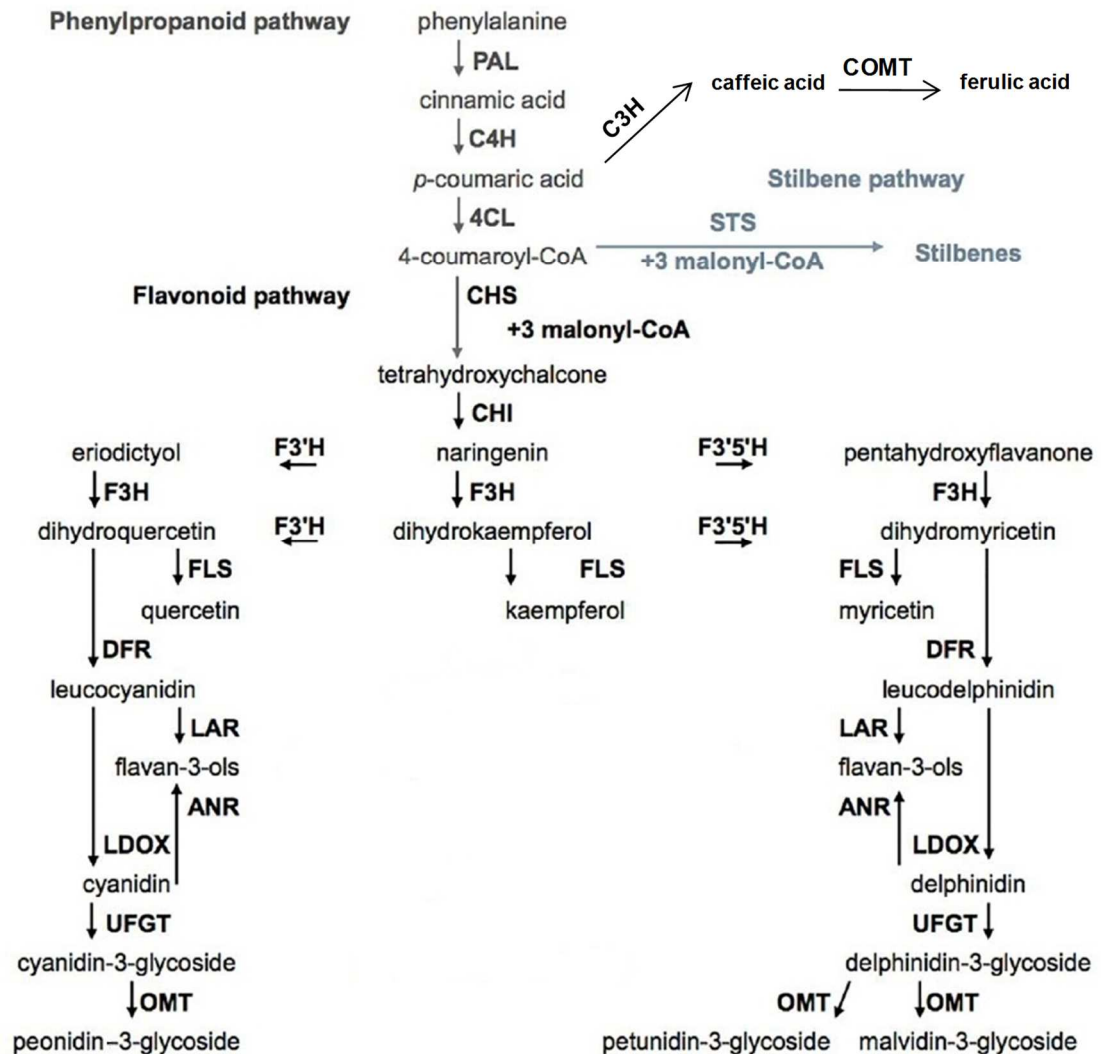 Phenylpropanoid pathway phenylalanine
PAL
caffeic acid COMT ferulic acid
cinnamic acid
C3H
C4H
p-coumaric acid Stilbene pathway
4CL STS
4-coumaroyl-CoA +3 malonyl-CoA Stilbenes
Flavonoid pathway CHS
+3 malonyl-CoA
tetrahydroxychalcone
CHI
eriodictyol F3'H naringenin F3'5'H pentahydroxyflavanone
F3H F3H F3H
dihydroquercetin F3'H dihydrokaempferol F3'5'H dihydromyricetin
FLS FLS FLS
quercetin kaempferol myricetin
DFR DFR
leucocyanidin leucodelphinidin
LAR LAR
flavan-3-ols flavan-3-ols
ANR ANR
LDOX LDOX
cyanidin delphinidin
UFGT UFGT
cyanidin-3-glycoside delphinidin-3-glycoside
OMT OMT OMT
peonidin–3-glycoside petunidin-3-glycoside malvidin-3-glycoside